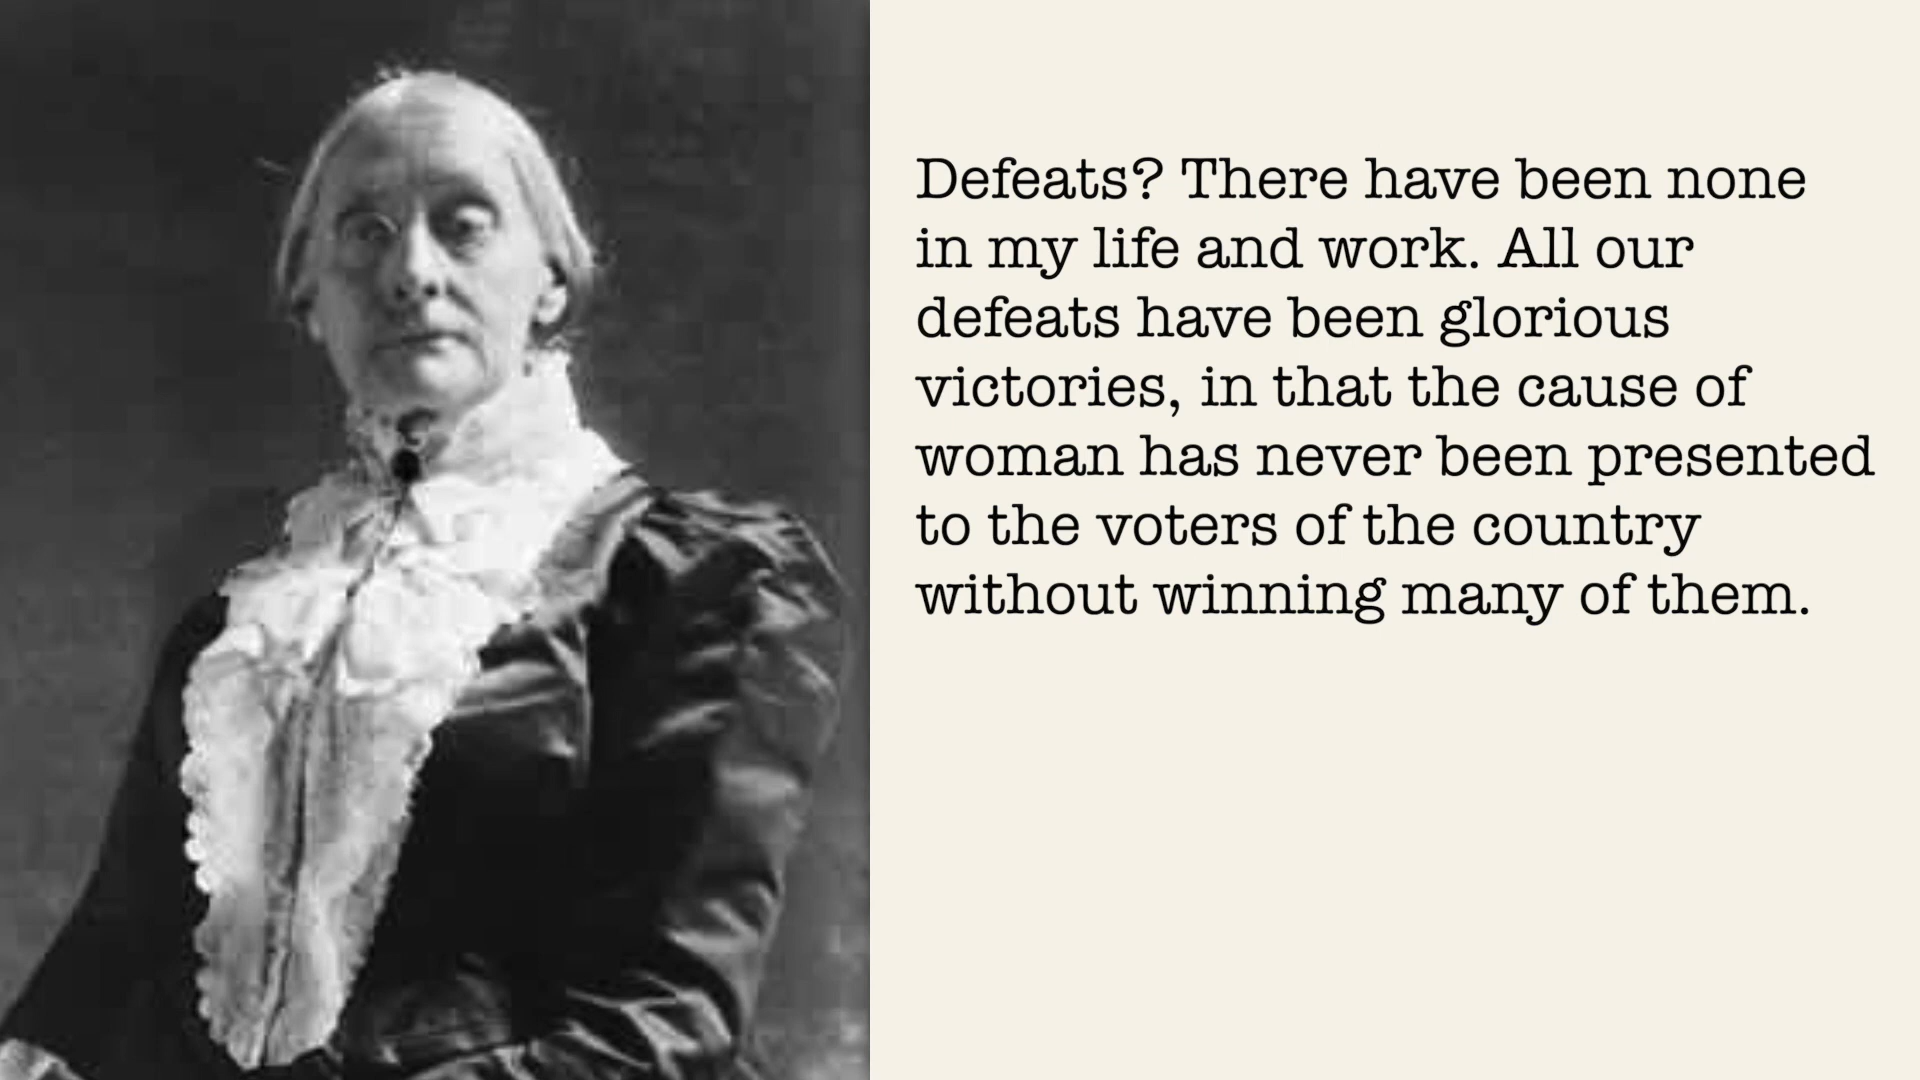 Defeats? There have been none
in my life and work. All our
defeats have been glorious
victories, in that the cause of
woman has never been presented
to the voters of the country
without winning many of them.